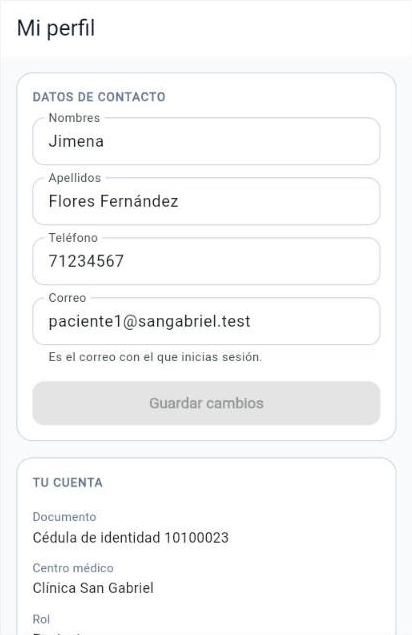 Mi perfil
DATOS DE CONTACTO
Nombres
Jimena
Apellidos
Flores Fernández
Teléfono
71234567
Correo
paciente1@sangabriel.test
Es el correo con el que inicias sesión.
Guardar cambios
TU CUENTA
Documento
Cédula de identidad 10100023
Centro médico
Clínica San Gabriel
Rol